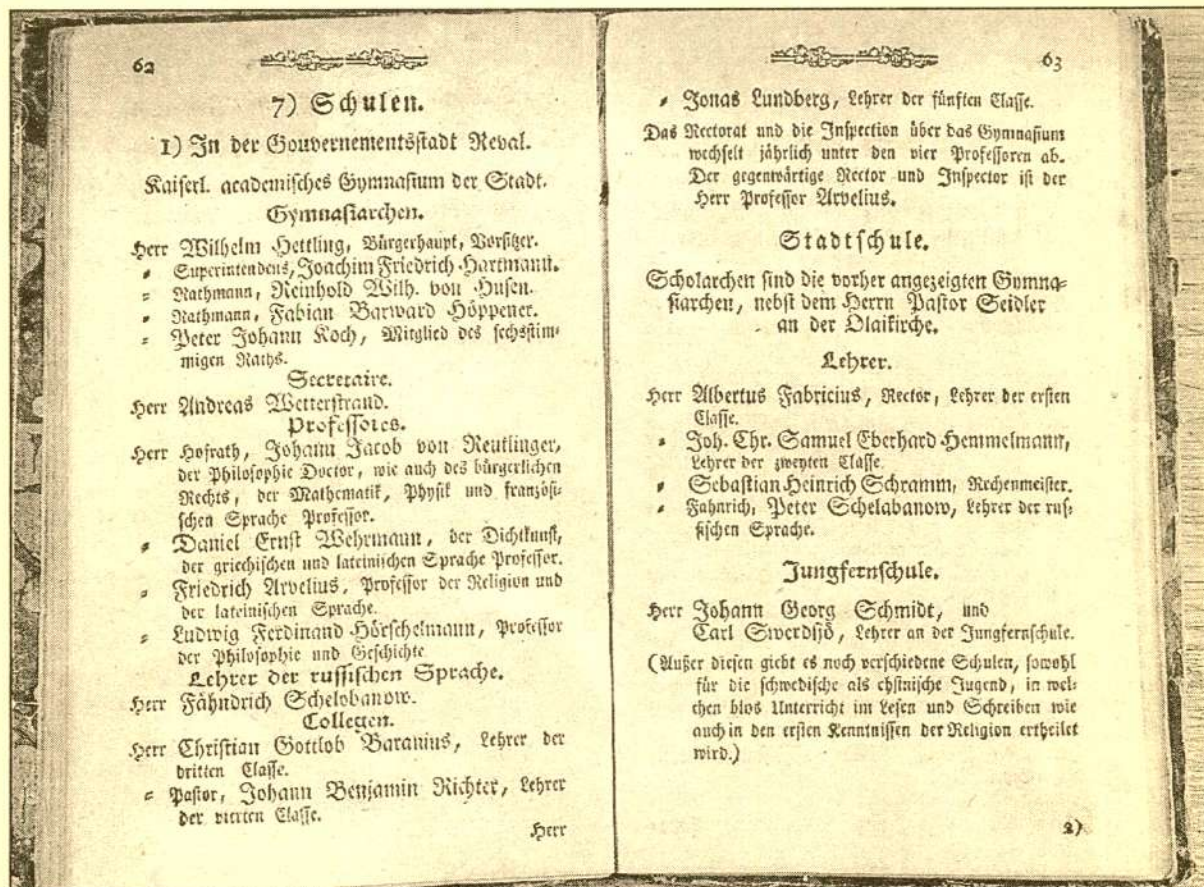 62
7) Schulen.
1) In der Gouvernementsstadt Reval.
Kaiserl. academisches Gymnasium der Stadt.
Gymnasiarchen.
Herr Wilhelm Hettling, Bürgerhaupt, Vorsitzer.
= Superintendens, Joachim Friedrich Hartmann.
= Rathmann, Reinhold Wilh. von Husen.
= Rathmann, Fabian Barward Höppener.
= Peter Johann Koch, Mitglied des sechsstim-
migen Raths.
Secretaire.
Herr Andreas Wetterstrand.
Professores.
Herr Hofrath, Johann Jacob von Reutlinger,
der Philosophie Doctor, wie auch des bürgerlichen
Rechts, der Mathematik, Physik und französi-
schen Sprache Professor.
= Daniel Ernst Wehrmann, der Dichtkunst,
der griechischen und lateinischen Sprache Professor.
= Friedrich Arvelius, Professor der Religion und
der lateinischen Sprache.
= Ludwig Ferdinand Hörschelmann, Professor
der Philosophie und Geschichte
Lehrer der russischen Sprache.
Herr Fähndrich Schelobanow.
Collegen.
Herr Christian Gottlob Baranius, Lehrer der
dritten Classe.
= Pastor, Johann Benjamin Richter, Lehrer
der vierten Classe.
Herr
63
= Jonas Lundberg, Lehrer der fünften Classe.
Das Rectorat und die Inspection über das Gymnasium
wechselt jährlich unter den vier Professoren ab.
Der gegenwärtige Rector und Inspector ist der
Herr Professor Arvelius.
Stadtschule.
Scholarchen sind die vorher angezeigten Gymna-
siarchen, nebst dem Herrn Pastor Seidler
an der Olaikirche.
Lehrer.
Herr Albertus Fabricius, Rector, Lehrer der ersten
Classe.
= Joh. Chr. Samuel Eberhard Hemmelmann,
Lehrer der zweyten Classe
= Sebastian Heinrich Schramm, Rechenmeister.
= Fähnrich, Peter Schelabanow, Lehrer der rus-
sischen Sprache.
Jungfernschule.
Herr Johann Georg Schmidt, und
Carl Swerdsjö, Lehrer an der Jungfernschule.
(Außer diesen giebt es noch verschiedene Schulen, sowohl
für die schwedische als ehstnische Jugend, in wel-
chen blos Unterricht im Lesen und Schreiben wie
auch in den ersten Kenntnissen der Religion ertheilet
wird.)
2)